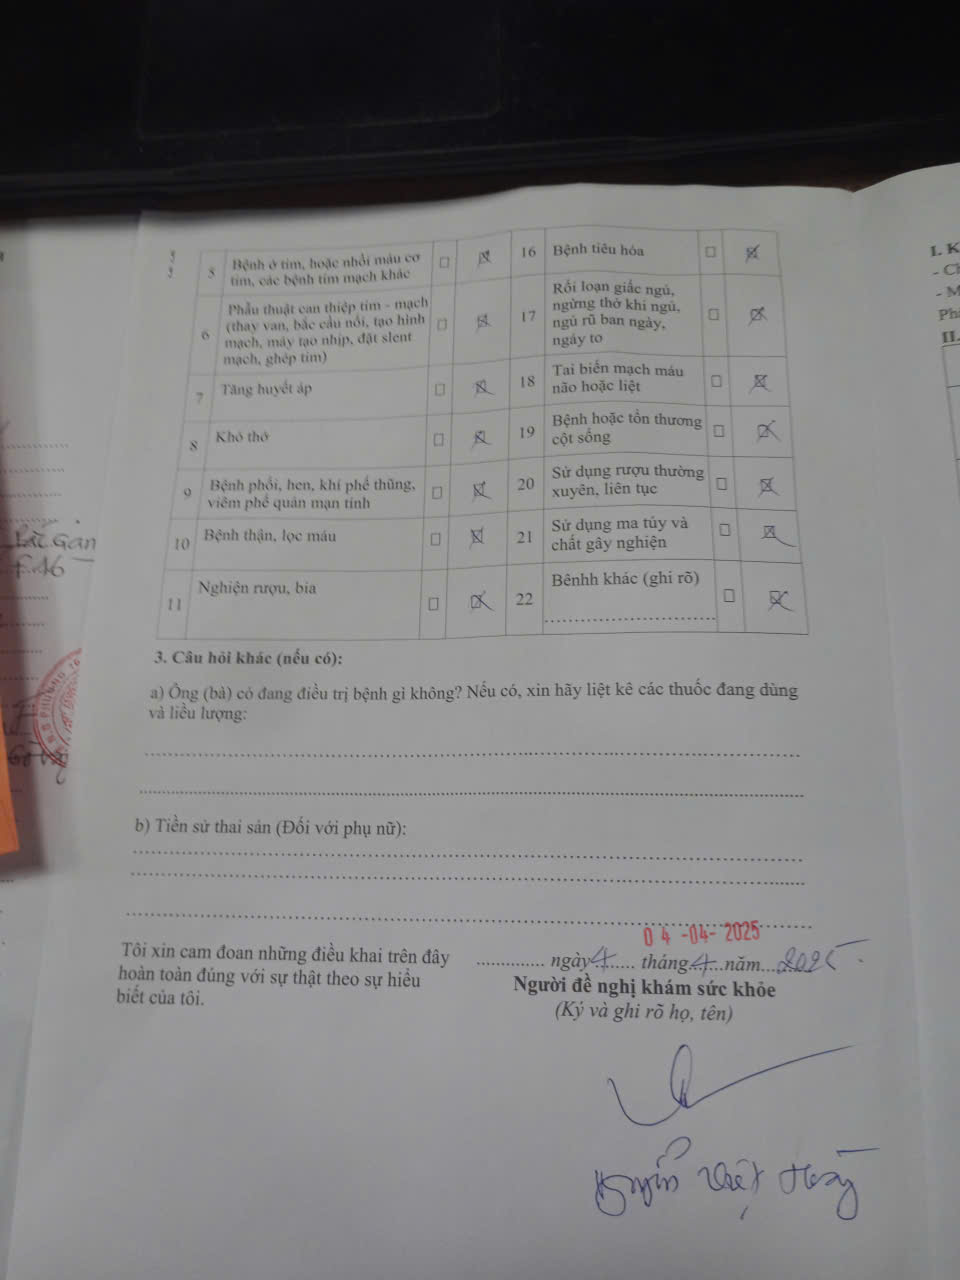 5 Bệnh ở tim, hoặc nhồi máu cơ
tim, các bệnh tim mạch khác
6 Phẫu thuật can thiệp tim - mạch
(thay van, bắc cầu nối, tạo hình
mạch, máy tạo nhịp, đặt slent
mạch, ghép tim)
7 Tăng huyết áp
8 Khó thở
9 Bệnh phổi, hen, khí phế thũng,
viêm phế quản mạn tính
10 Bệnh thận, lọc máu
11 Nghiện rượu, bia
16 Bệnh tiêu hóa
17 Rối loạn giấc ngủ,
ngừng thở khi ngủ,
ngủ rũ ban ngày,
ngáy to
18 Tai biến mạch máu
não hoặc liệt
19 Bệnh hoặc tổn thương
cột sống
20 Sử dụng rượu thường
xuyên, liên tục
21 Sử dụng ma túy và
chất gây nghiện
22 Bệnhh khác (ghi rõ)
3. Câu hỏi khác (nếu có):
a) Ông (bà) có đang điều trị bệnh gì không? Nếu có, xin hãy liệt kê các thuốc đang dùng
và liều lượng:
b) Tiền sử thai sản (Đối với phụ nữ):
04 -04- 2025
Tôi xin cam đoan những điều khai trên đây
hoàn toàn đúng với sự thật theo sự hiểu
biết của tôi.
ngày 4 tháng 4 năm 2025
Người đề nghị khám sức khỏe
(Ký và ghi rõ họ, tên)
Nguyễn Việt
I. K
- Ch
- M
Ph
II.